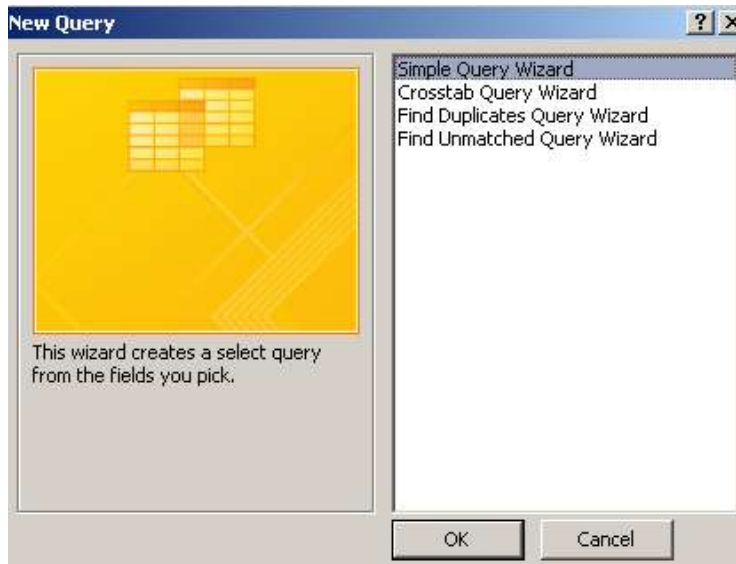 New Query
Simple Query Wizard
Crosstab Query Wizard
Find Duplicates Query Wizard
Find Unmatched Query Wizard
This wizard creates a select query
from the fields you pick.
OK
Cancel